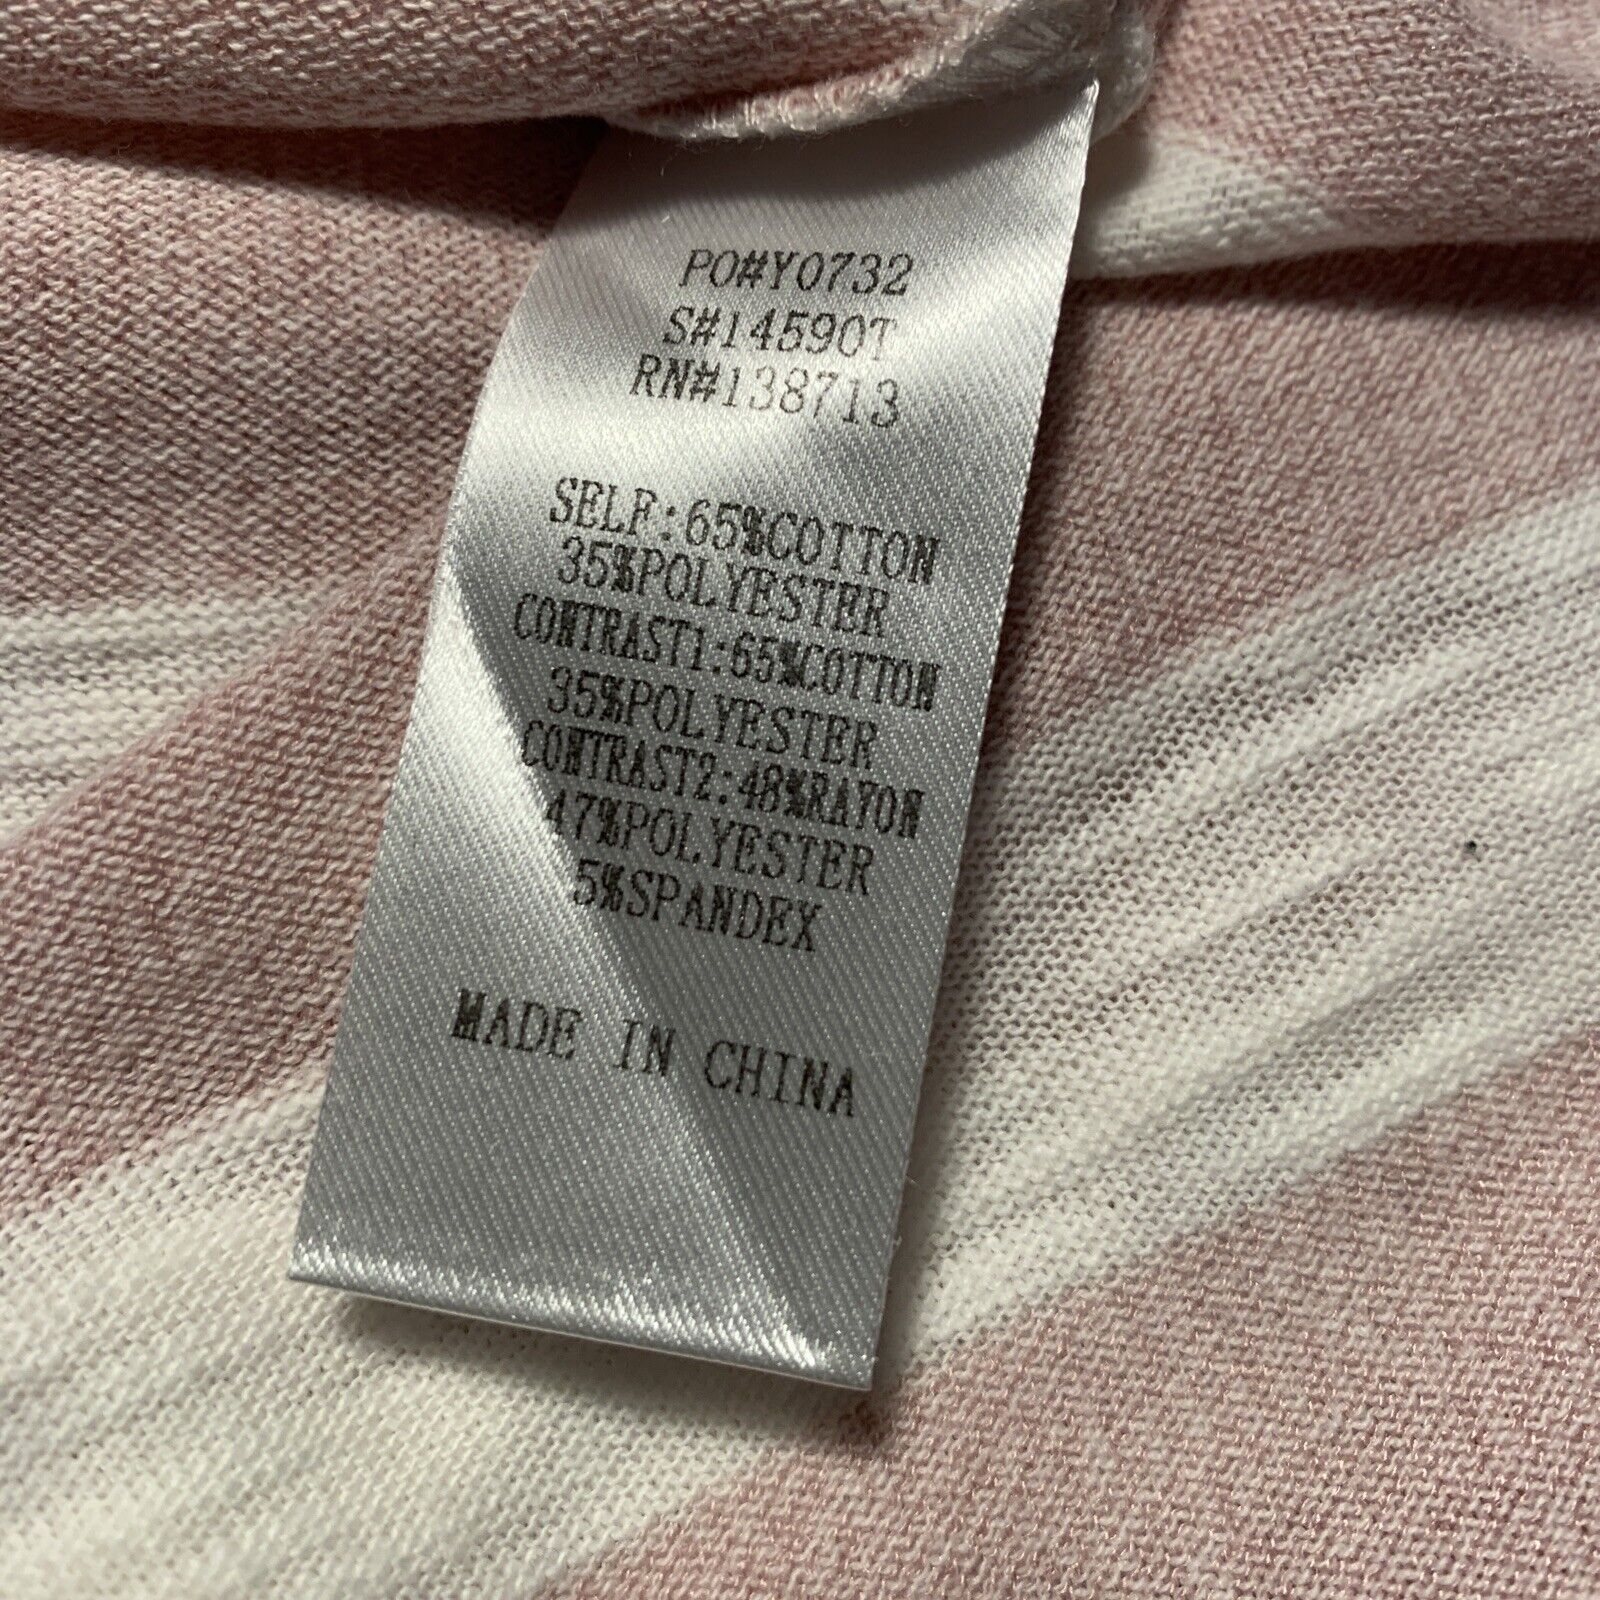 PO#Y0732
S#14590T
RN#138713
SELF:65%COTTON
35%POLYESTER
CONTRAST1:65%COTTON
35%POLYESTER
CONTRAST2:48%RAYON
47%POLYESTER
5%SPANDEX
MADE IN CHINA